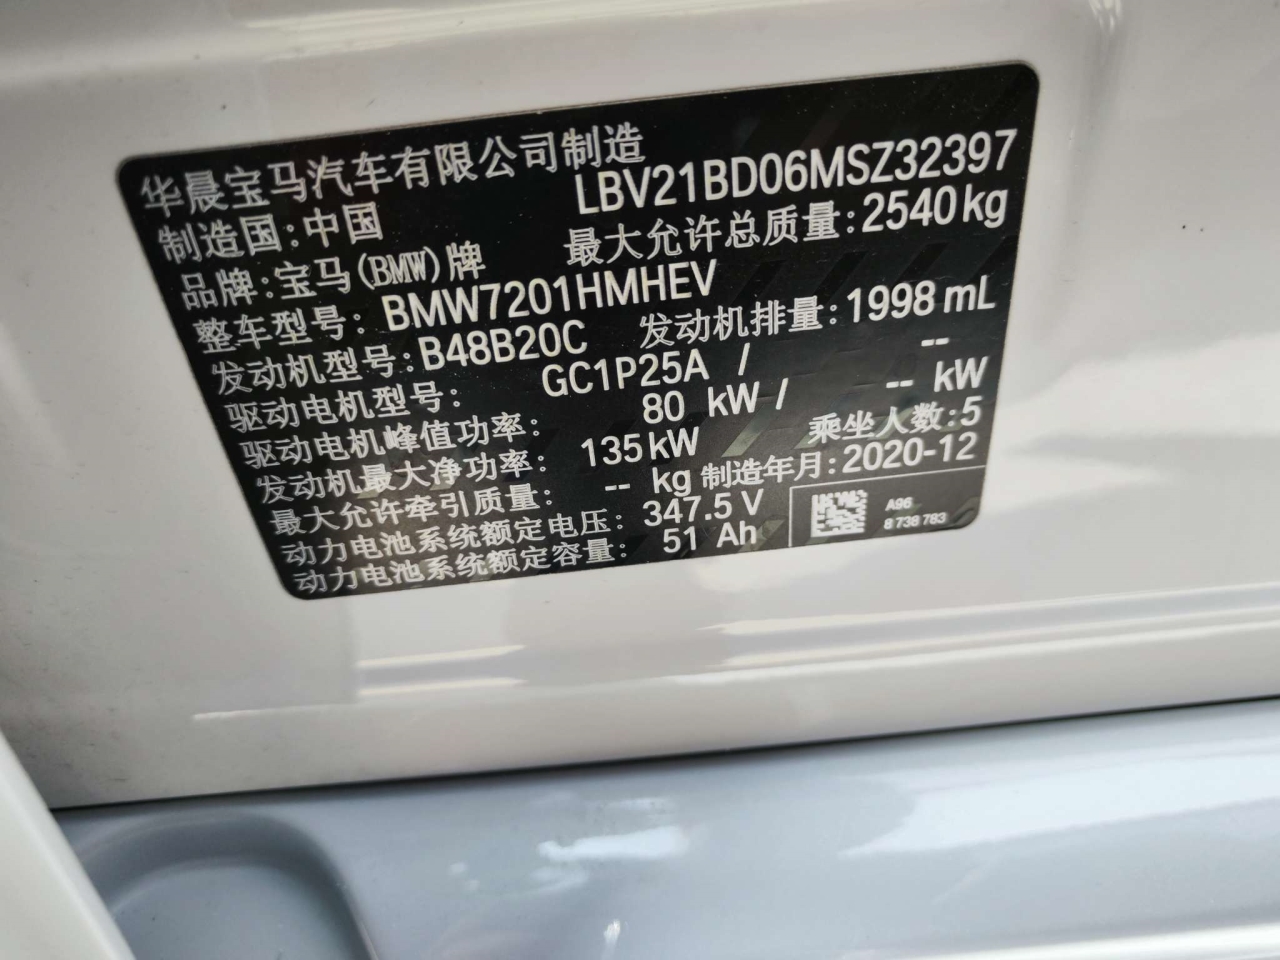 华晨宝马汽车有限公司制造
LBV21BD06MSZ32397
制造国:中国
最大允许总质量:2540kg
品牌:宝马(BMW)牌
整车型号: BMW7201HMHEV
发动机型号:B48B20C 发动机排量:1998 mL
驱动电机型号: GC1P25A / --
驱动电机峰值功率: 80 kW / -- kW
发动机最大净功率: 135kW 乘坐人数:5
最大允许牵引质量: -- kg 制造年月:2020-12
动力电池系统额定电压: 347.5 V
动力电池系统额定容量: 51 Ah
A96
8 738 783